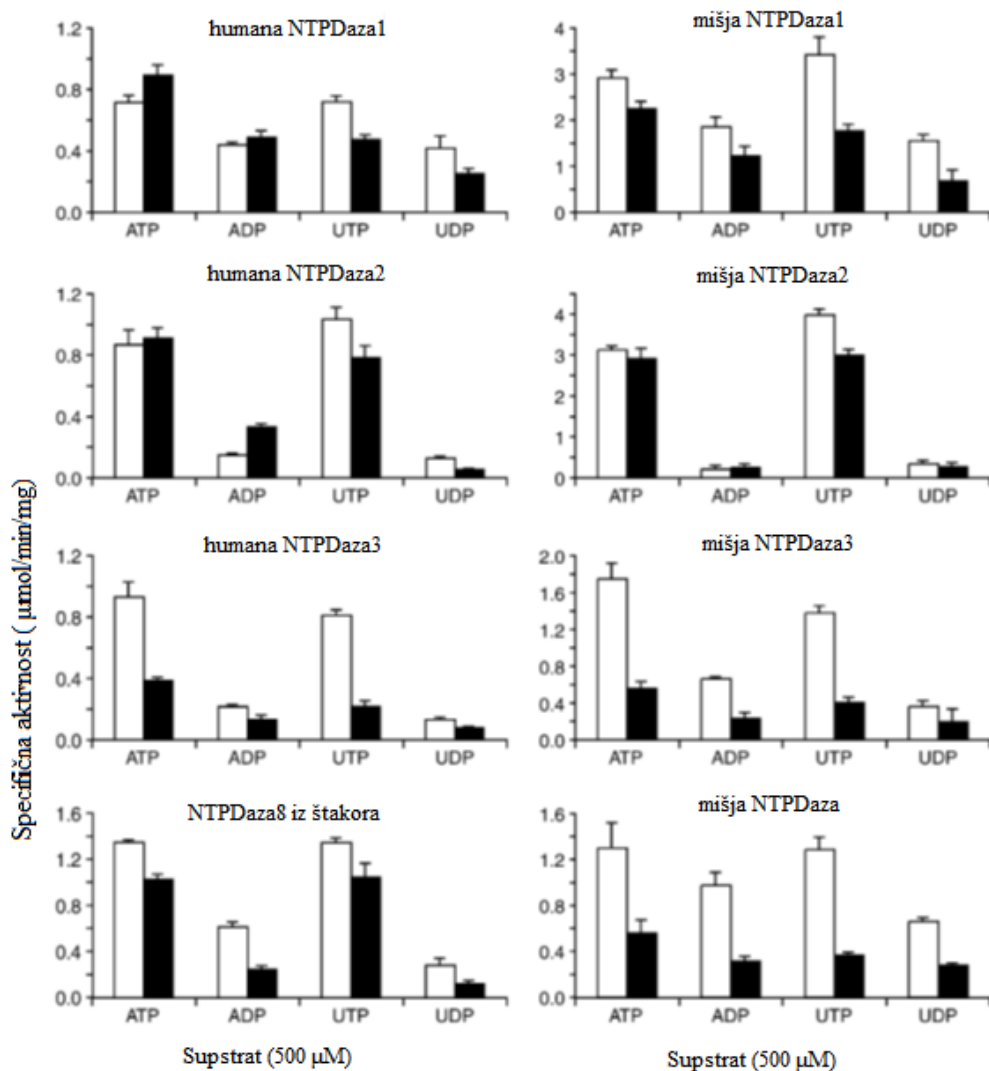 humana NTPDaza1
1.2
0.8
0.4
0.0
ATP ADP UTP UDP
mišja NTPDaza1
4
3
2
1
0
ATP ADP UTP UDP
humana NTPDaza2
1.2
0.8
0.4
0.0
ATP ADP UTP UDP
mišja NTPDaza2
4
3
2
1
0
ATP ADP UTP UDP
humana NTPDaza3
1.2
0.8
0.4
0.0
ATP ADP UTP UDP
mišja NTPDaza3
2.0
1.6
1.2
0.8
0.4
0.0
ATP ADP UTP UDP
NTPDaza8 iz štakora
1.6
1.2
0.8
0.4
0.0
ATP ADP UTP UDP
mišja NTPDaza
1.6
1.2
0.8
0.4
0.0
ATP ADP UTP UDP
Specifična aktivnost ( µmol/min/mg)
Supstrat (500 µM)
Supstrat (500 µM)